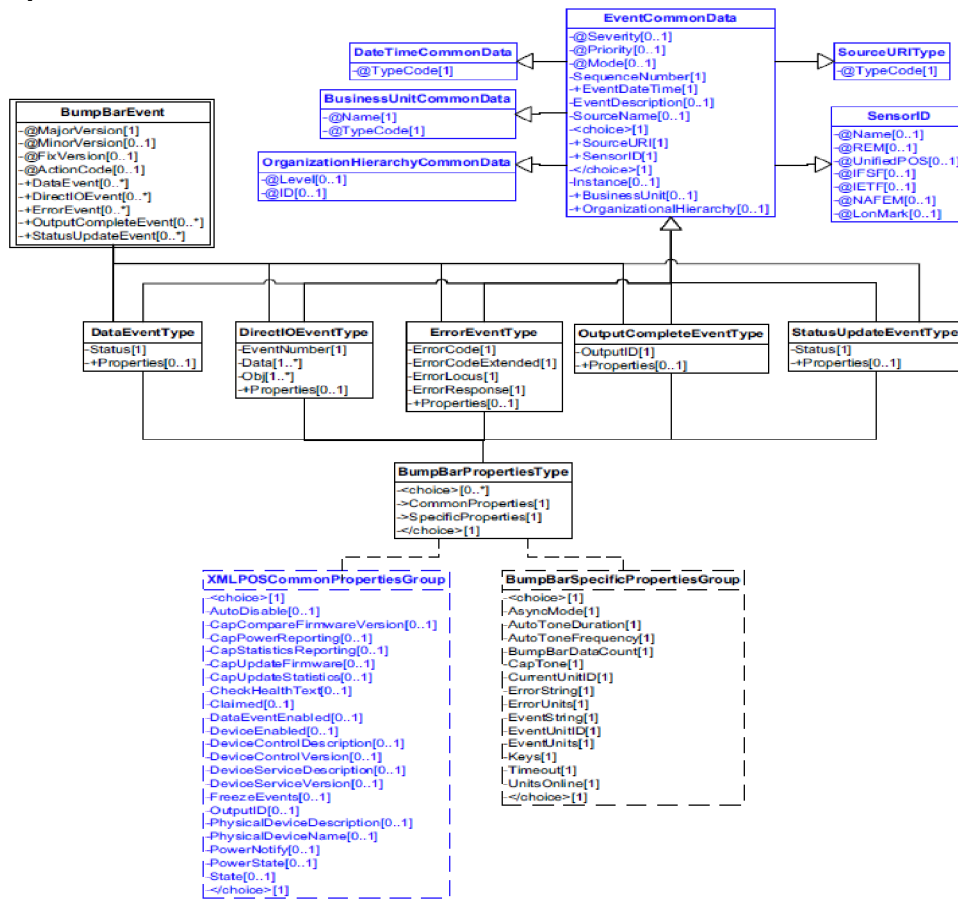 EventCommonData
-@Severity[0..1]
-@Priority[0..1]
-@Mode[0..1]
-SequenceNumber[0..1]
-+EventDateTime[1]
-EventDescription[0..1]
-SourceName[0..1]
-<choice>[1]
-+SourceURI[1]
-+SensorID[1]
-</choice>[1]
-Instance[0..1]
-+BusinessUnit[0..1]
-+OrganizationalHierarchy[0..1]
DateTimeCommonData
-@TypeCode[1]
BusinessUnitCommonData
-@Name[1]
-@TypeCode[1]
OrganizationHierarchyCommonData
-@Level[0..1]
-@ID[0..1]
SourceURIType
-@TypeCode[1]
SensorID
-@Name[0..1]
-@REM[0..1]
-@UnifiedPOS[0..1]
-@IFSF[0..1]
-@IETF[0..1]
-@NAFEM[0..1]
-@LonMark[0..1]
BumpBarEvent
-@MajorVersion[1]
-@MinorVersion[0..1]
-@FixVersion[0..1]
-@ActionCode[0..1]
-+DataEvent[0..*]
-+DirectIOEvent[0..*]
-+ErrorEvent[0..*]
-+OutputCompleteEvent[0..*]
-+StatusUpdateEvent[0..*]
DataEventType
-Status[1]
-+Properties[0..1]
DirectIOEventType
-EventNumber[1]
-Data[1..*]
-Obj[1..*]
-+Properties[0..1]
ErrorEventType
-ErrorCode[1]
-ErrorCodeExtended[1]
-ErrorLocus[1]
-ErrorResponse[1]
-+Properties[0..1]
OutputCompleteEventType
-OutputID[1]
-+Properties[0..1]
StatusUpdateEventType
-Status[1]
-+Properties[0..1]
BumpBarPropertiesType
-<choice>[0..*]
->CommonProperties[1]
->SpecificProperties[1]
-</choice>[1]
XMLPOSCommonPropertiesGroup
-<choice>[1]
-AutoDisable[0..1]
-CapCompareFirmwareVersion[0..1]
-CapPowerReporting[0..1]
-CapStatisticsReporting[0..1]
-CapUpdateFirmware[0..1]
-CapUpdateStatistics[0..1]
-CheckHealthText[0..1]
-Claimed[0..1]
-DataEventEnabled[0..1]
-DeviceEnabled[0..1]
-DeviceControlDescription[0..1]
-DeviceControlVersion[0..1]
-DeviceServiceDescription[0..1]
-DeviceServiceVersion[0..1]
-FreezeEvents[0..1]
-OutputID[0..1]
-PhysicalDeviceDescription[0..1]
-PhysicalDeviceName[0..1]
-PowerNotify[0..1]
-PowerState[0..1]
-State[0..1]
-</choice>[1]
BumpBarSpecificPropertiesGroup
-<choice>[1]
-AsyncMode[1]
-AutoToneDuration[1]
-AutoToneFrequency[1]
-BumpBarDataCount[1]
-CapTone[1]
-CurrentUnitID[1]
-ErrorString[1]
-ErrorUnits[1]
-EventString[1]
-EventUnitID[1]
-EventUnits[1]
-Keys[1]
-Timeout[1]
-UnitsOnline[1]
-</choice>[1]